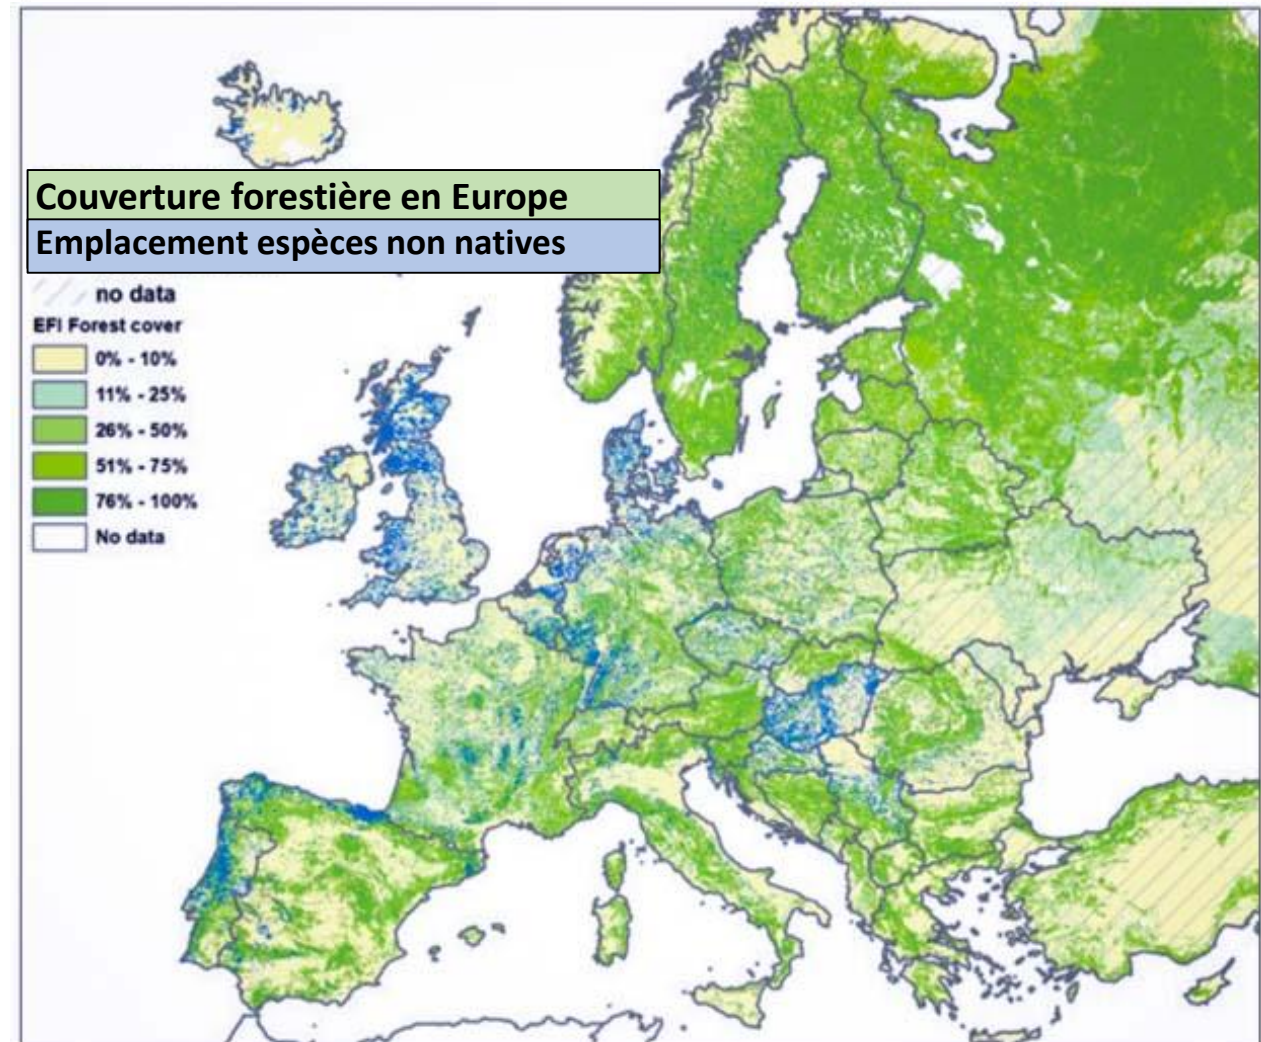 Couverture forestière en Europe
Emplacement espèces non natives
no data
EFI Forest cover
0% - 10%
11% - 25%
26% - 50%
51% - 75%
76% - 100%
No data